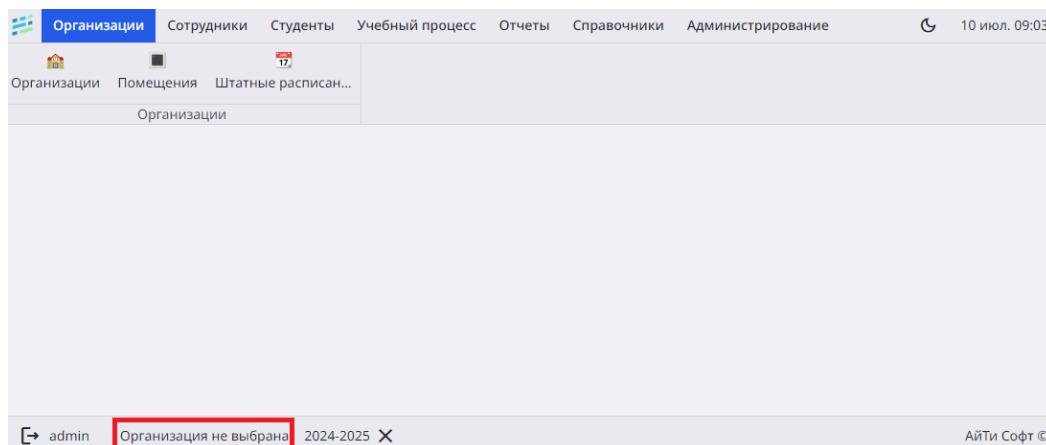 Организации Сотрудники Студенты Учебный процесс Отчеты Справочники Администрирование 10 июл. 09:03
17
Организации Помещения Штатные расписан...
Организации
admin Организация не выбрана 2024-2025 АйТи Софт ©